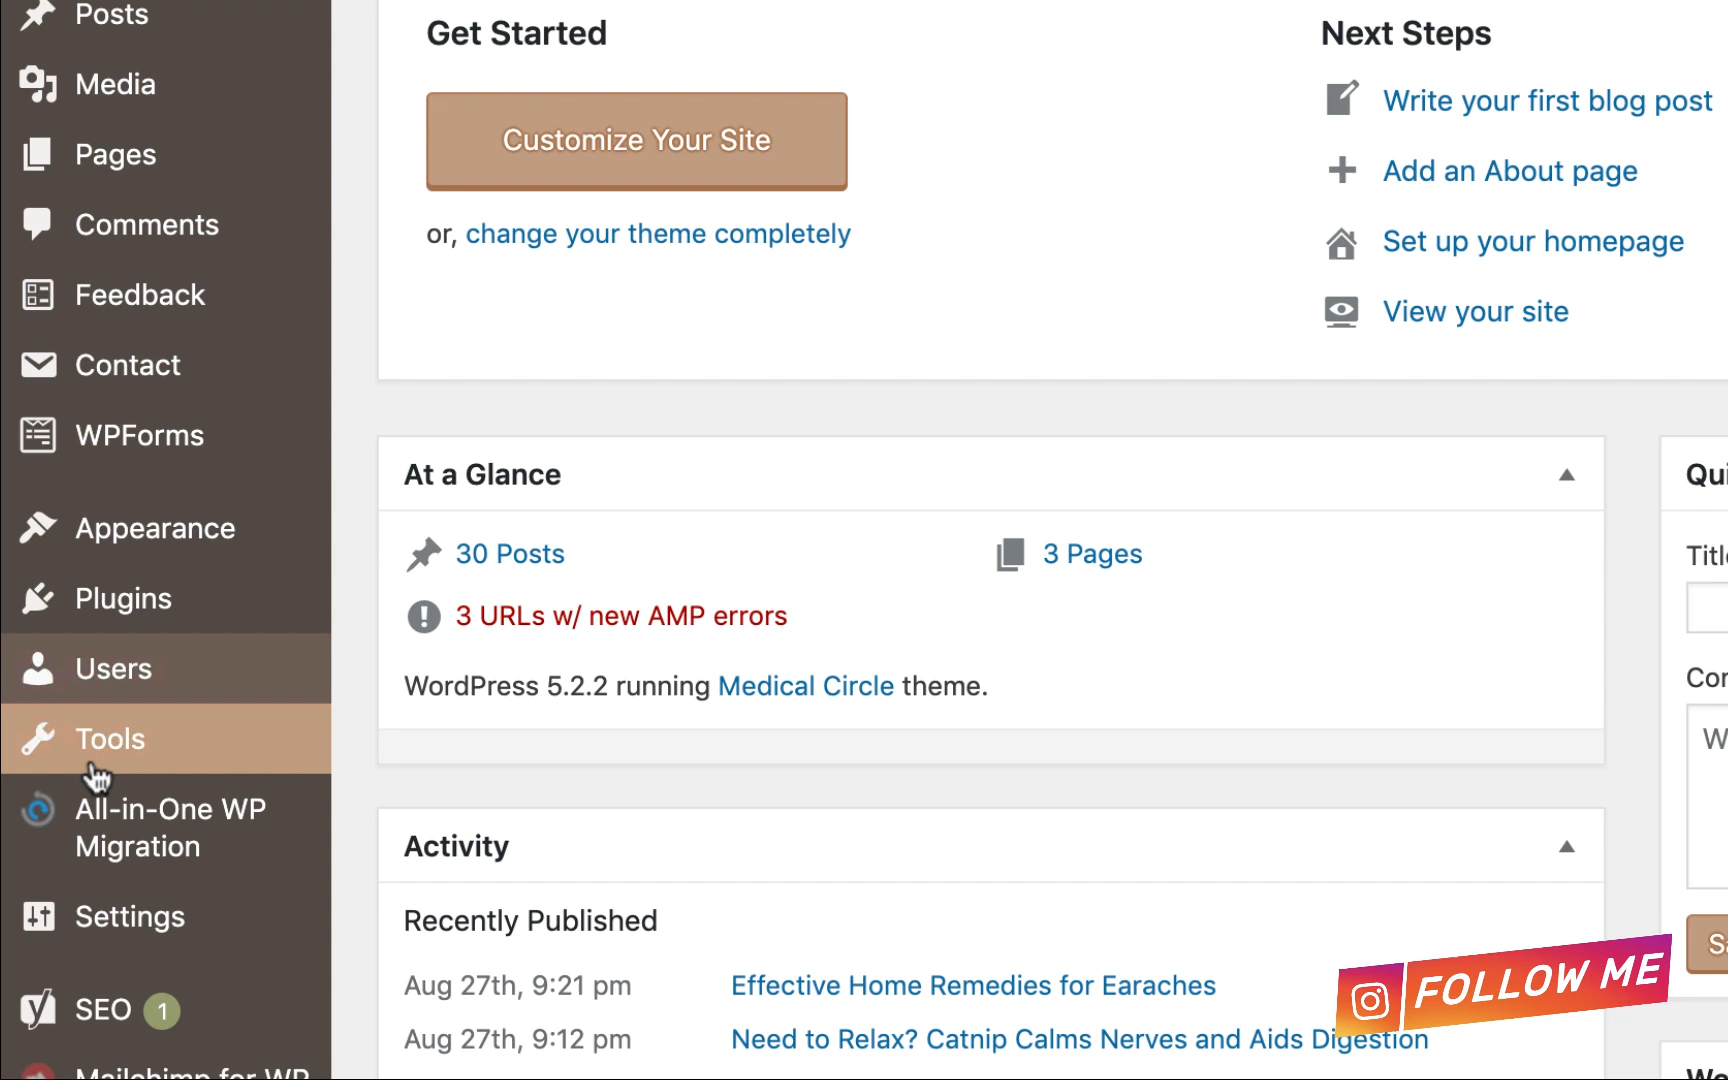 Posts
Media
Pages
Comments
Feedback
Contact
WPForms
Appearance
Plugins
Users
Tools
All-in-One WP
Migration
Settings
SEO 1
Mailchimp for WP
Get Started
Customize Your Site
or, change your theme completely
Next Steps
Write your first blog post
Add an About page
Set up your homepage
View your site
At a Glance
30 Posts
3 Pages
3 URLs w/ new AMP errors
WordPress 5.2.2 running Medical Circle theme.
Activity
Recently Published
Aug 27th, 9:21 pm Effective Home Remedies for Earaches
Aug 27th, 9:12 pm Need to Relax? Catnip Calms Nerves and Aids Digestion
FOLLOW ME